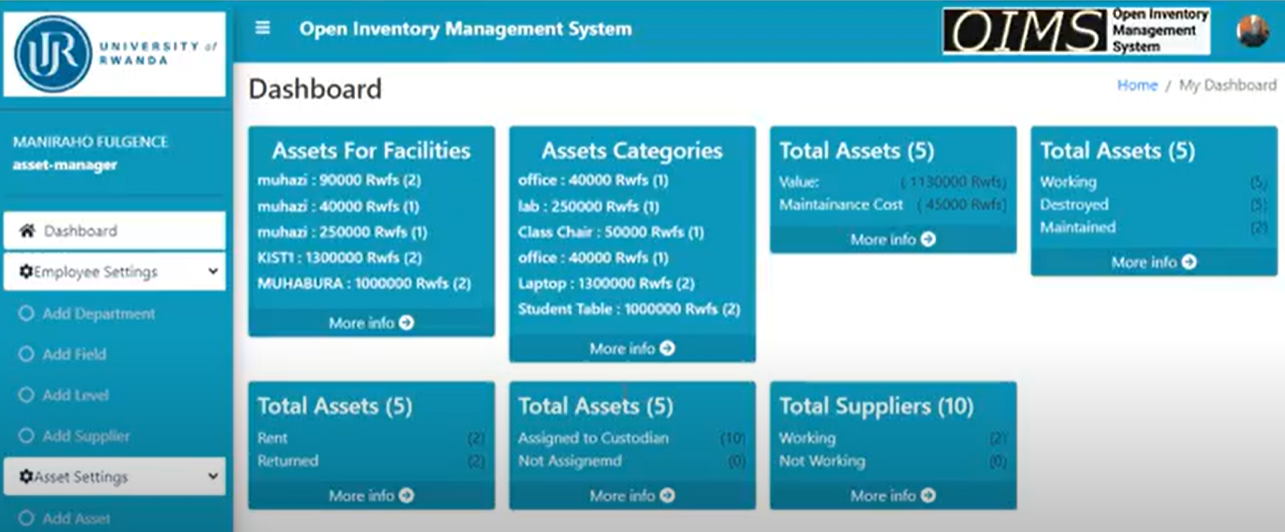 UNIVERSITY of
RWANDA
Open Inventory Management System
OIMS
Open Inventory
Management
System
MANIRAHO FULGENCE
asset-manager
Dashboard
Employee Settings
Add Department
Add Field
Add Level
Add Supplier
Asset Settings
Add Asset
Dashboard
Home / My Dashboard
Assets For Facilities
muhazi : 90000 Rwfs (2)
muhazi : 40000 Rwfs (1)
muhazi : 250000 Rwfs (1)
KIST1 : 1300000 Rwfs (2)
MUHABURA : 1000000 Rwfs (2)
More info
Assets Categories
office : 40000 Rwfs (1)
lab : 250000 Rwfs (1)
Class Chair : 50000 Rwfs (1)
office : 40000 Rwfs (1)
Laptop : 1300000 Rwfs (2)
Student Table : 1000000 Rwfs (2)
More info
Total Assets (5)
Value: ( 1130000 Rwfs)
Maintainance Cost ( 45000 Rwfs)
More info
Total Assets (5)
Working (5)
Destroyed (5)
Maintained (2)
More info
Total Assets (5)
Rent (2)
Returned (2)
More info
Total Assets (5)
Assigned to Custodian (10)
Not Assignemd (0)
More info
Total Suppliers (10)
Working (2)
Not Working (0)
More info